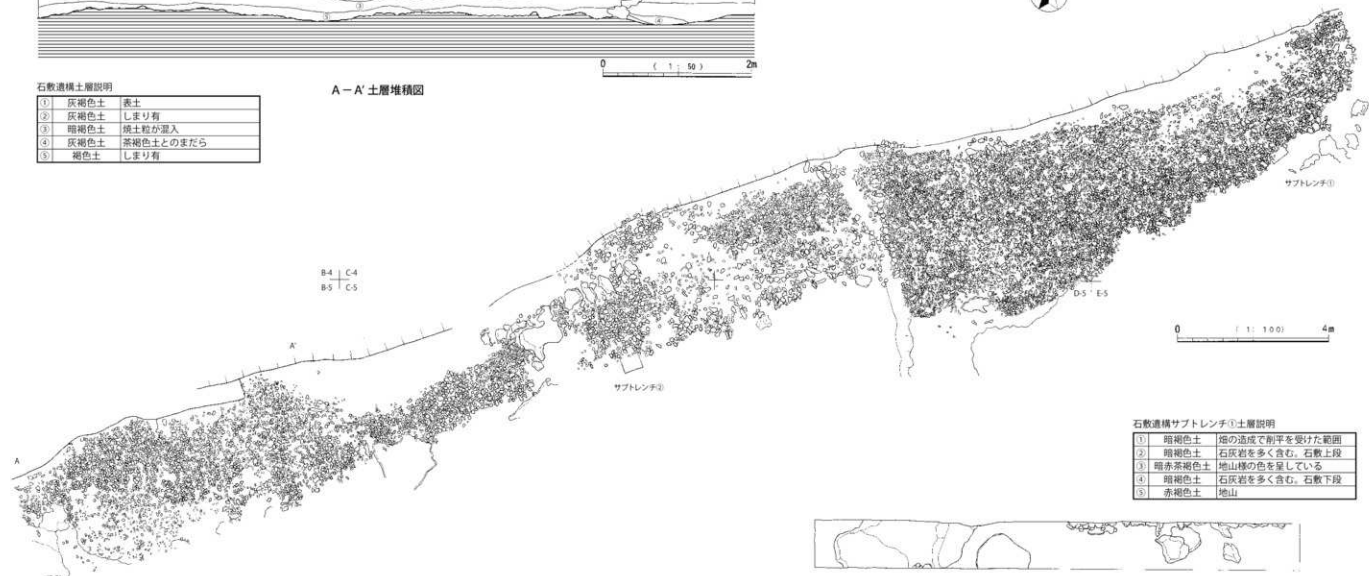 ⑤ ③ ④
0 ( 1 : 50 ) 2m
A－A' 土層堆積図
石敷遺構土層説明
① 灰褐色土 表土
② 灰褐色土 しまり有
③ 暗褐色土 焼土粒が混入
④ 灰褐色土 茶褐色土とのまだら
⑤ 褐色土 しまり有
サブトレンチ①
B-4 C-4
B-5 C-5
D-5 E-5
0 ( 1 : 100 ) 4m
A'
サブトレンチ②
A
石敷遺構サブトレンチ①土層説明
① 暗褐色土 畑の造成で削平を受けた範囲
② 暗褐色土 石灰岩を多く含む。石敷上段
③ 暗赤茶褐色土 地山様の色を呈している
④ 暗褐色土 石灰岩を多く含む。石敷下段
⑤ 赤褐色土 地山